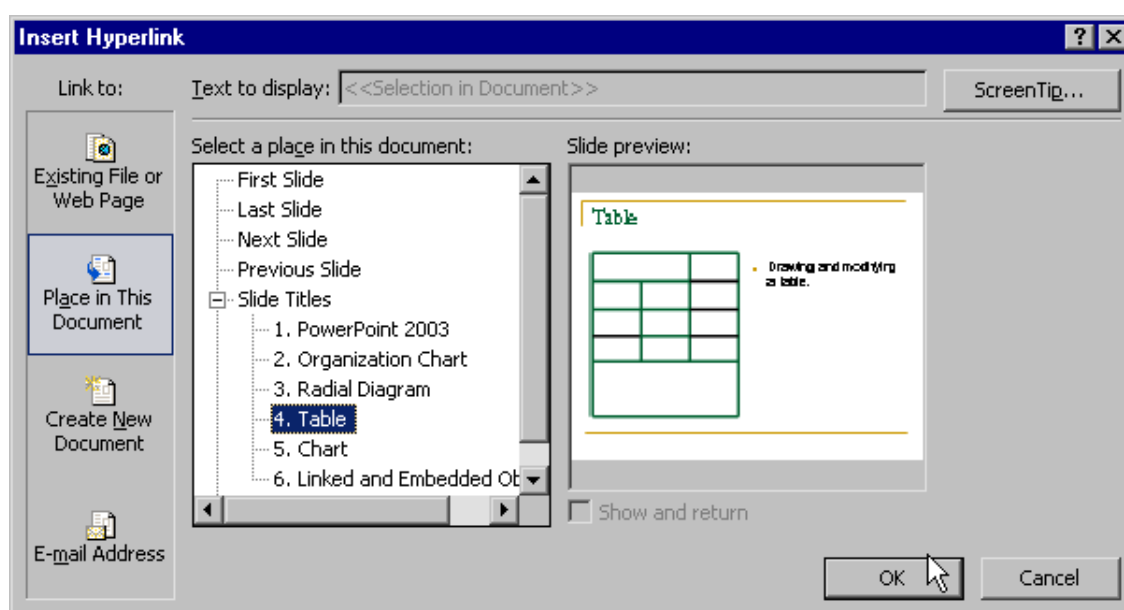 Insert Hyperlink
Link to:
Text to display: <<Selection in Document>>
ScreenTip...
Existing File or
Web Page
Place in This
Document
Create New
Document
E-mail Address
Select a place in this document:
First Slide
Last Slide
Next Slide
Previous Slide
Slide Titles
1. PowerPoint 2003
2. Organization Chart
3. Radial Diagram
4. Table
5. Chart
6. Linked and Embedded Ob
Slide preview:
Table
Drawing and modifying
a table.
Show and return
OK
Cancel